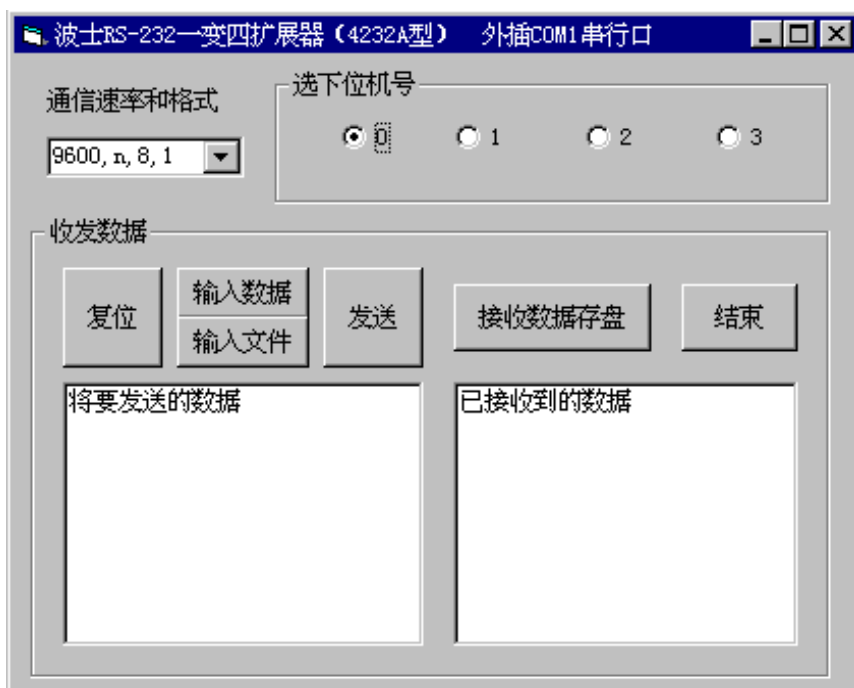 波士RS-232一变四扩展器（4232A型） 外插COM1串行口
通信速率和格式
9600, n, 8, 1
选下位机号
0 1 2 3
收发数据
复位
输入数据
输入文件
发送
接收数据存盘
结束
将要发送的数据
已接收到的数据